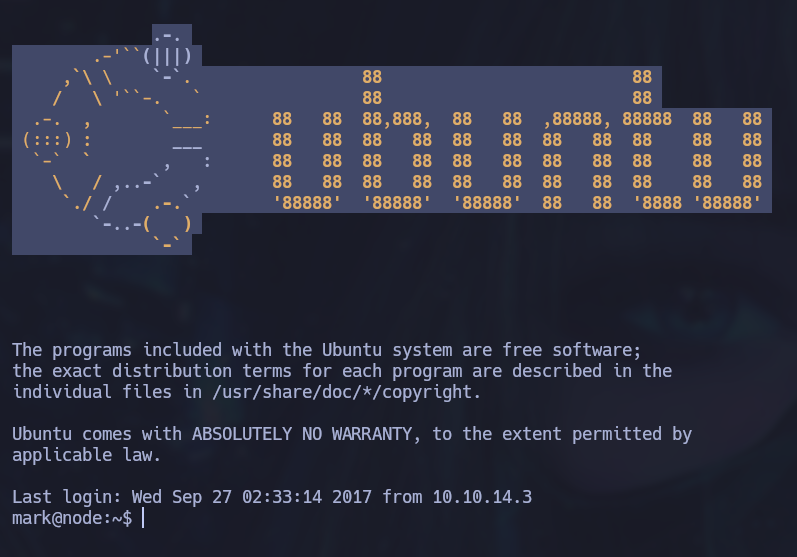 .-.
        .-'``(|||)
     ,`\ \    `-`.                 88                         88
    /   \ '``-.   `                88                         88
  .-.  ,       `___:      88   88  88,888,  88   88  ,88888, 88888  88   88
 (:::) :        ___       88   88  88   88  88   88  88   88  88    88   88
  `-`  `       ,   :      88   88  88   88  88   88  88   88  88    88   88
    \   / ,..-`   ,       88   88  88   88  88   88  88   88  88    88   88
     `./ /    .-.`        '88888'  '88888'  '88888'  88   88  '8888 '88888'
        `-..-(   )
              `-`
The programs included with the Ubuntu system are free software;
the exact distribution terms for each program are described in the
individual files in /usr/share/doc/*/copyright.
Ubuntu comes with ABSOLUTELY NO WARRANTY, to the extent permitted by
applicable law.
Last login: Wed Sep 27 02:33:14 2017 from 10.10.14.3
mark@node:~$